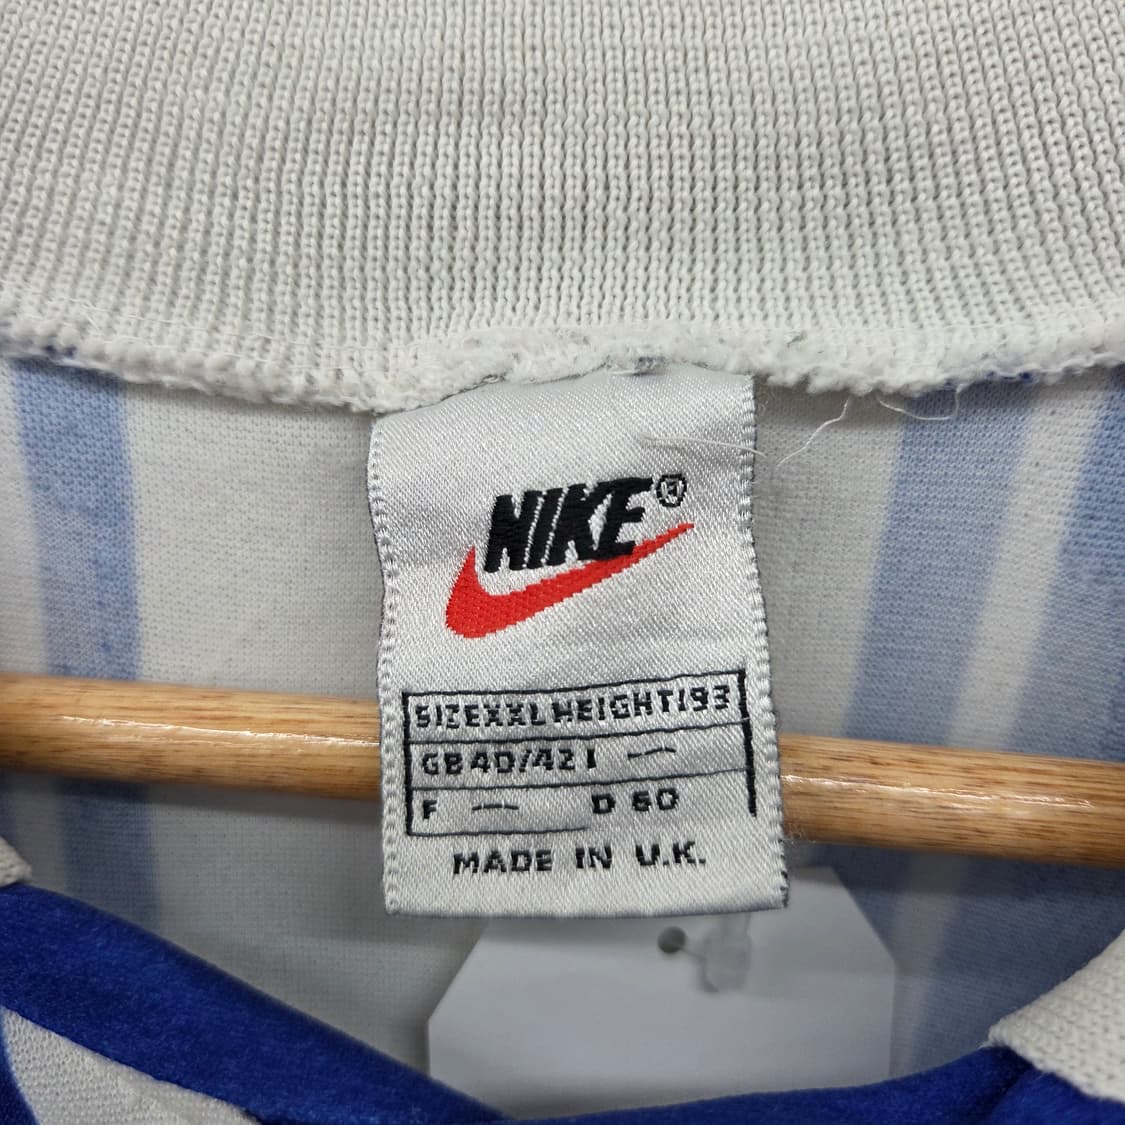 NIKE®
SIZE XXL HEIGHT 193
GB 40/42 I —
F — D 60
MADE IN U.K.